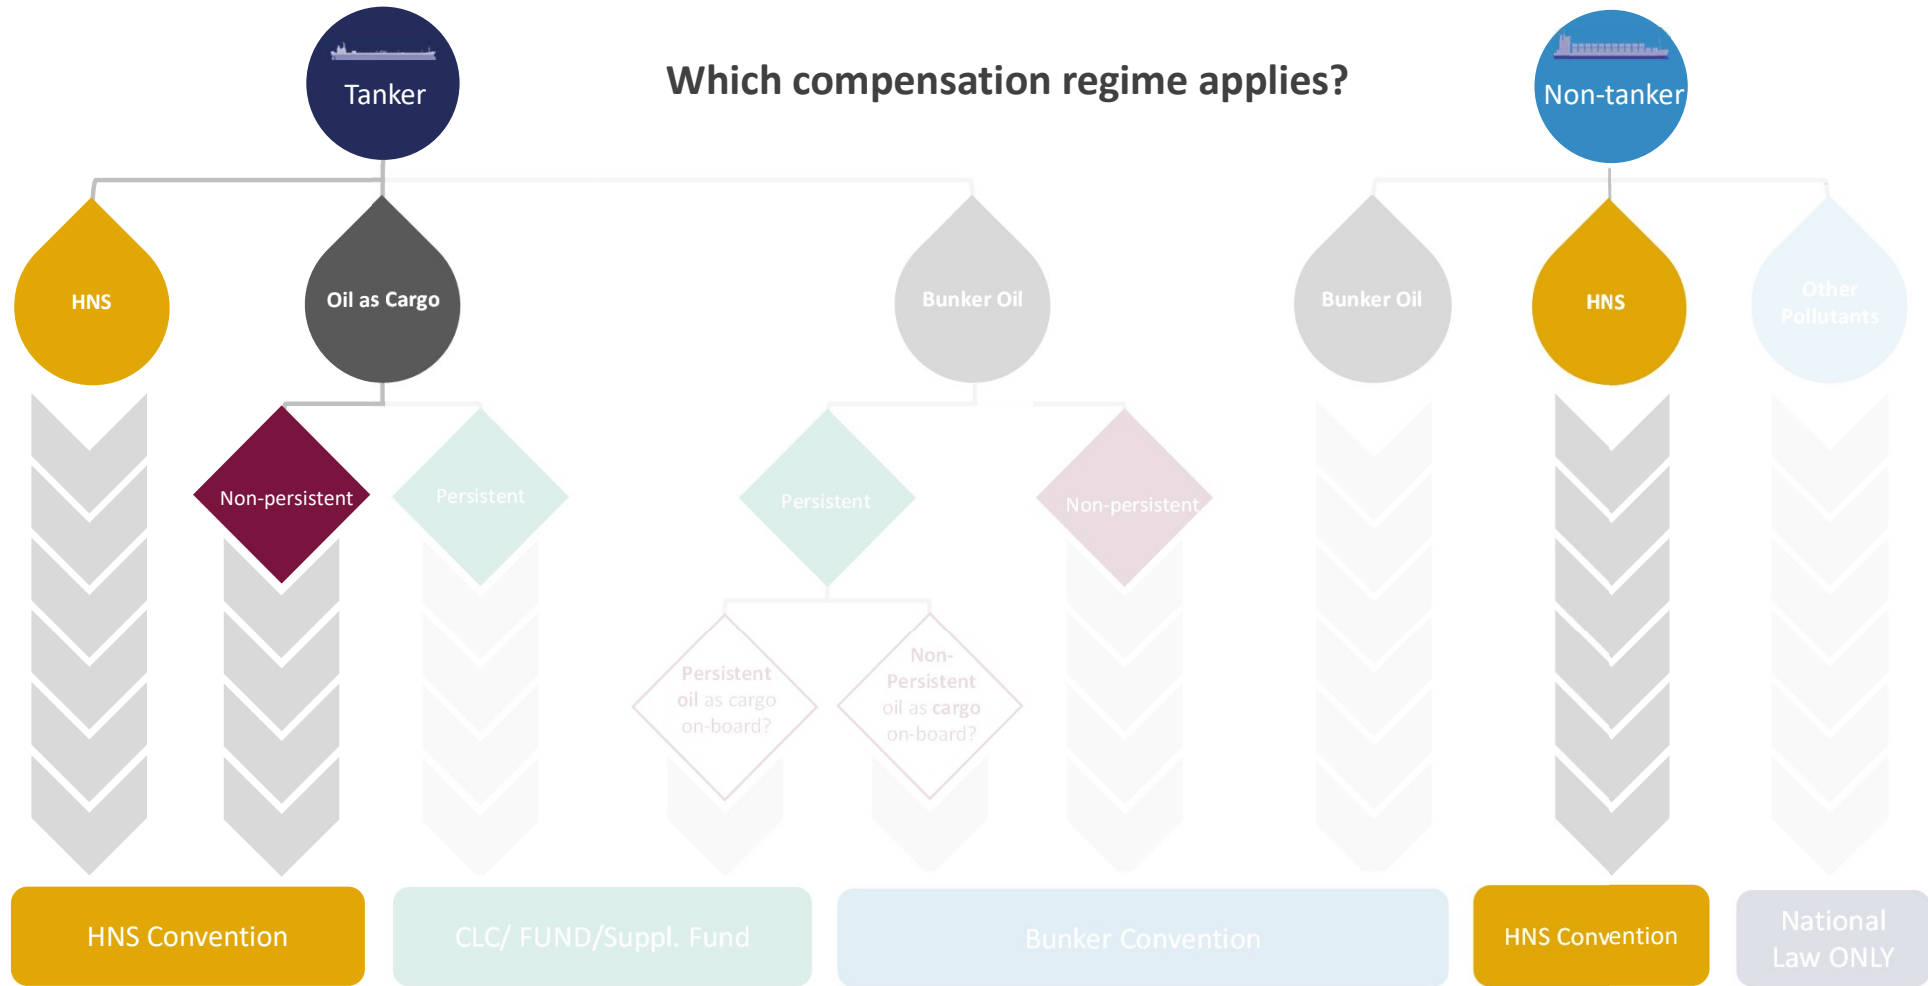 Tanker
Which compensation regime applies?
Non-tanker
HNS
Oil as Cargo
Bunker Oil
Bunker Oil
HNS
Other
Pollutants
Non-persistent
Persistent
Persistent
Non-persistent
Persistent
oil as cargo
on-board?
Non-
Persistent
oil as cargo
on-board?
HNS Convention
CLC/ FUND/Suppl. Fund
Bunker Convention
HNS Convention
National
Law ONLY